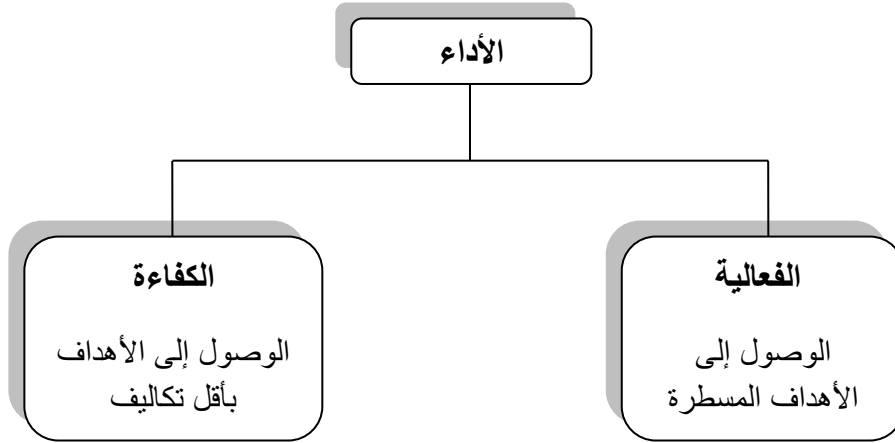 الأداء
الفعالية
الوصول إلى
الأهداف المسطرة
الكفاءة
الوصول إلى الأهداف
بأقل تكاليف